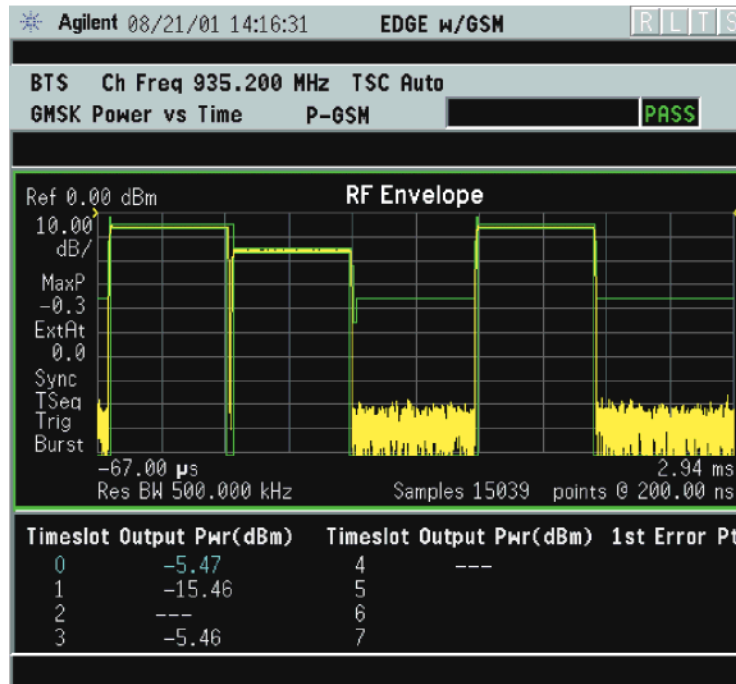 Agilent 08/21/01 14:16:31 EDGE w/GSM R L T S
BTS Ch Freq 935.200 MHz TSC Auto
GMSK Power vs Time P-GSM PASS
Ref 0.00 dBm RF Envelope
10.00
dB/
MaxP
-0.3
ExtAt
0.0
Sync
TSeq
Trig
Burst
-67.00 µs 2.94 ms
Res BW 500.000 kHz Samples 15039 points @ 200.00 ns
Timeslot Output Pwr(dBm) Timeslot Output Pwr(dBm) 1st Error Pt
0 -5.47 4 ---
1 -15.46 5
2 --- 6
3 -5.46 7